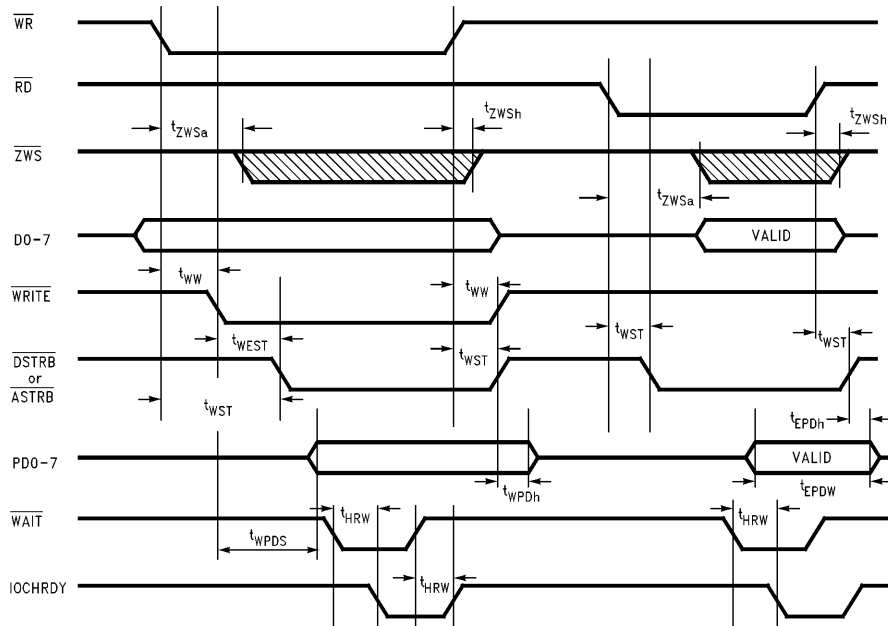 WR
RD
tZWSh
tZWSa
tZWSh
ZWS
tZWSa
D0-7
VALID
tWW
tWW
WRITE
tWEST
tWST
tWST
tWST
DSTRB
or
ASTRB
tWST
tEPDh
PD0-7
VALID
tWPDh
tEPDW
WAIT
tHRW
tHRW
tWPDS
tHRW
IOCHRDY